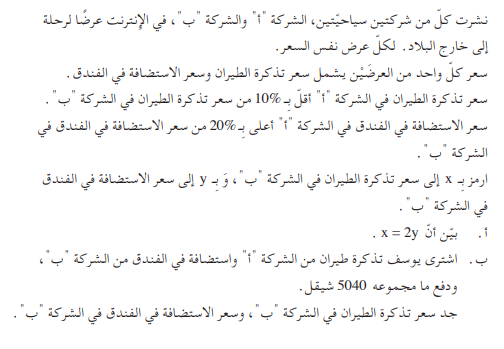 نشرت كلّ من شركتين سياحيّتين، الشركة "أ" والشركة "ب"، في الإنترنت عرضًا لرحلة
إلى خارج البلاد. لكلّ عرض نفس السعر.
سعر كلّ واحد من العرضَيْن يشمل سعر تذكرة الطيران وسعر الاستضافة في الفندق.
سعر تذكرة الطيران في الشركة "أ" أقلّ بـ 10% من سعر تذكرة الطيران في الشركة "ب".
سعر الاستضافة في الفندق في الشركة "أ" أعلى بـ 20% من سعر الاستضافة في الفندق في
الشركة "ب".
ارمز بـ x إلى سعر تذكرة الطيران في الشركة "ب"، وَ بـ y إلى سعر الاستضافة في الفندق
في الشركة "ب".
أ. بيّن أنّ x = 2y .
ب. اشترى يوسف تذكرة طيران من الشركة "أ" واستضافة في الفندق من الشركة "ب"،
ودفع ما مجموعه 5040 شيقل.
جد سعر تذكرة الطيران في الشركة "ب"، وسعر الاستضافة في الفندق في الشركة "ب".